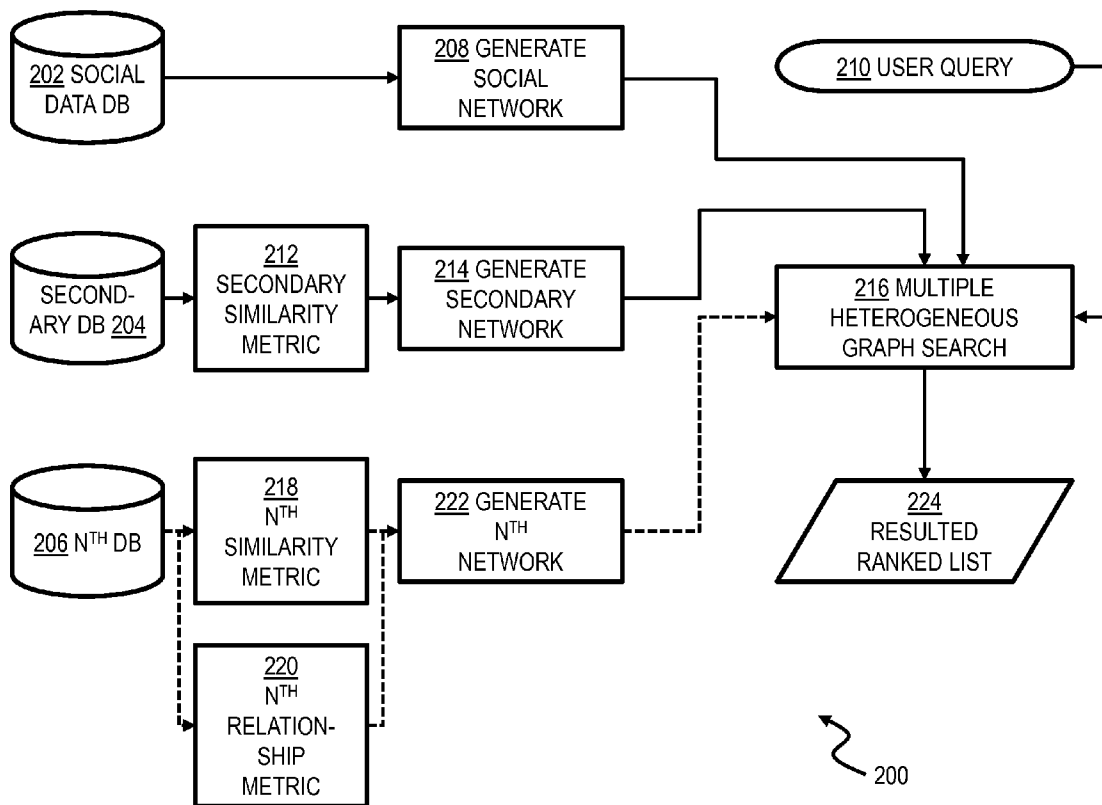 202 SOCIAL
DATA DB
208 GENERATE
SOCIAL
NETWORK
210 USER QUERY
SECOND-
ARY DB 204
212
SECONDARY
SIMILARITY
METRIC
214 GENERATE
SECONDARY
NETWORK
216 MULTIPLE
HETEROGENEOUS
GRAPH SEARCH
206 NTH DB
218
NTH
SIMILARITY
METRIC
222 GENERATE
NTH
NETWORK
224
RESULTED
RANKED LIST
220
NTH
RELATION-
SHIP
METRIC
200